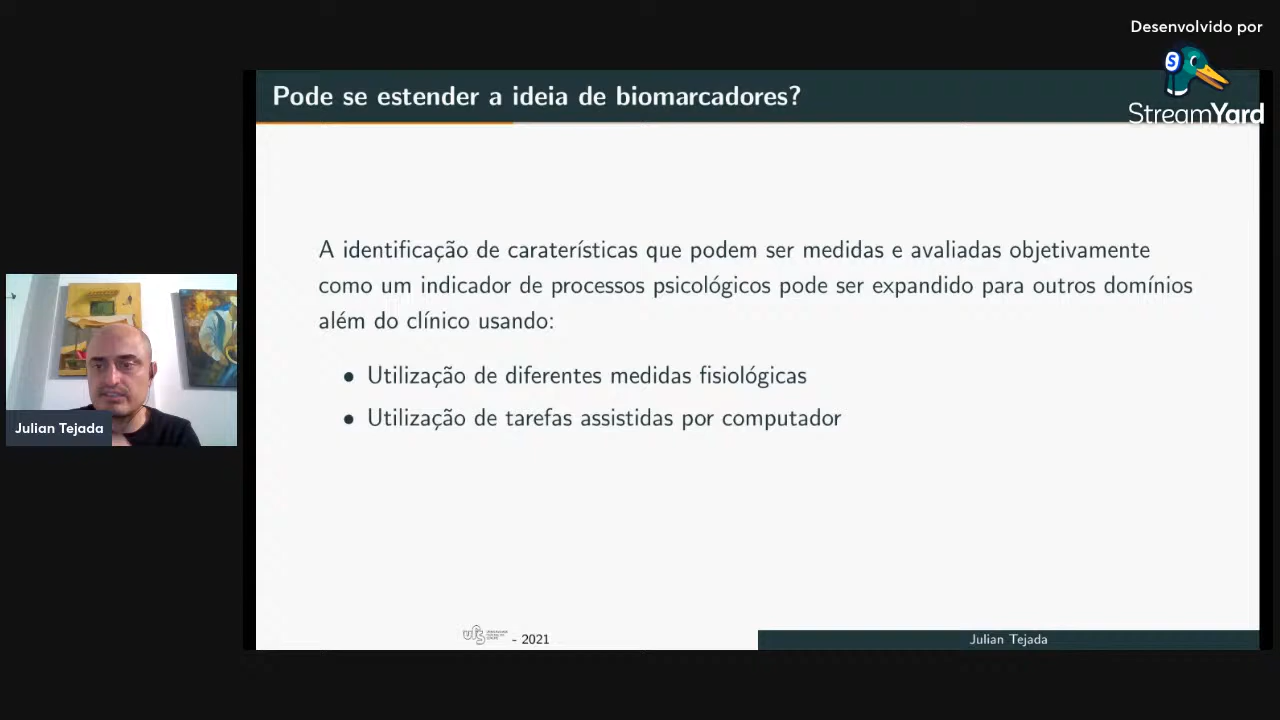 Desenvolvido por
StreamYard
Pode se estender a ideia de biomarcadores?
A identificação de caraterísticas que podem ser medidas e avaliadas objetivamente
como um indicador de processos psicológicos pode ser expandido para outros domínios
além do clínico usando:
• Utilização de diferentes medidas fisiológicas
• Utilização de tarefas assistidas por computador
Julian Tejada
ufs
- 2021
Julian Tejada